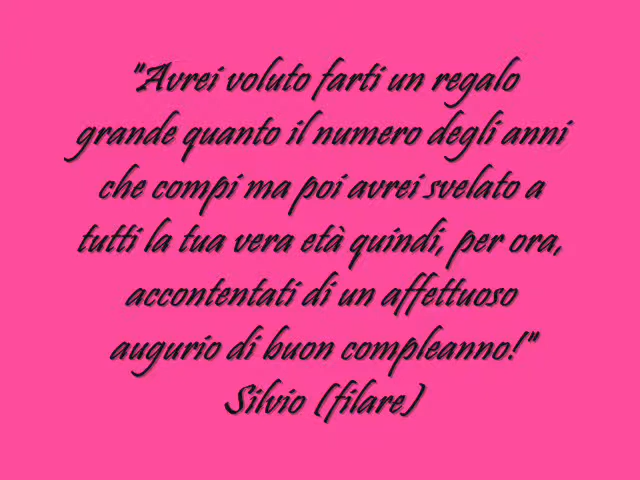 "Avrei voluto farti un regalo
grande quanto il numero degli anni
che compi ma poi avrei svelato a
tutti la tua vera età quindi, per ora,
accontentati di un affettuoso
augurio di buon compleanno!"
Silvio (filare)